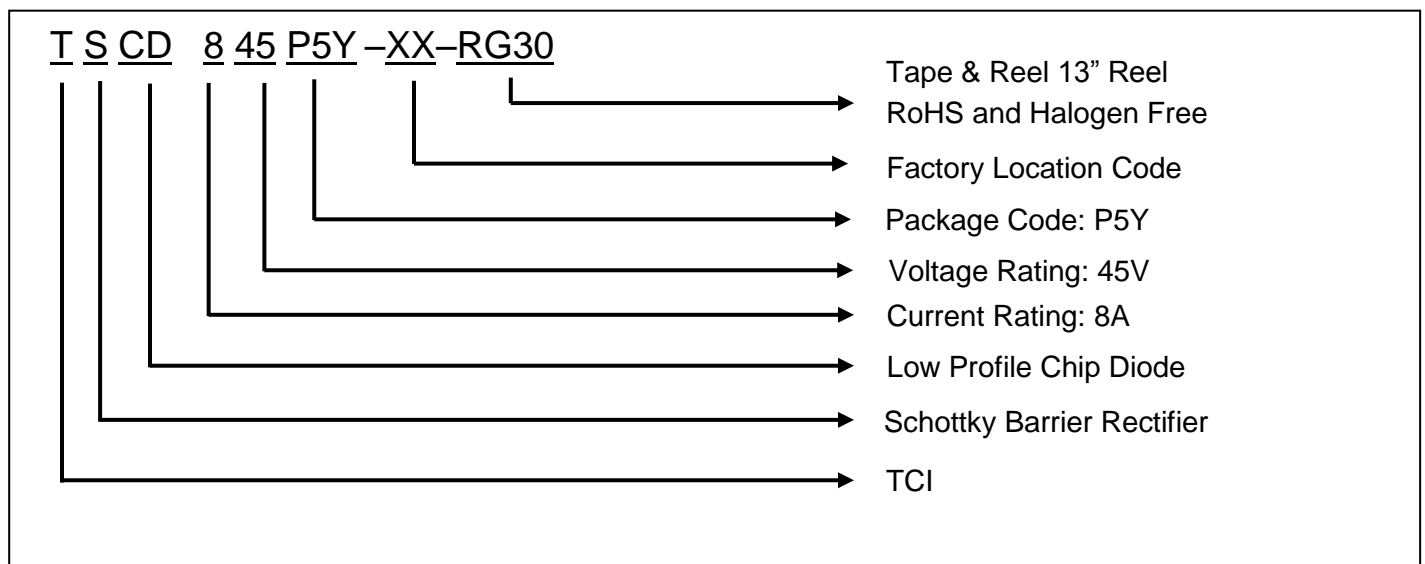 T S CD 8 45 P5Y –XX–RG30
Tape & Reel 13” Reel
RoHS and Halogen Free
Factory Location Code
Package Code: P5Y
Voltage Rating: 45V
Current Rating: 8A
Low Profile Chip Diode
Schottky Barrier Rectifier
TCI